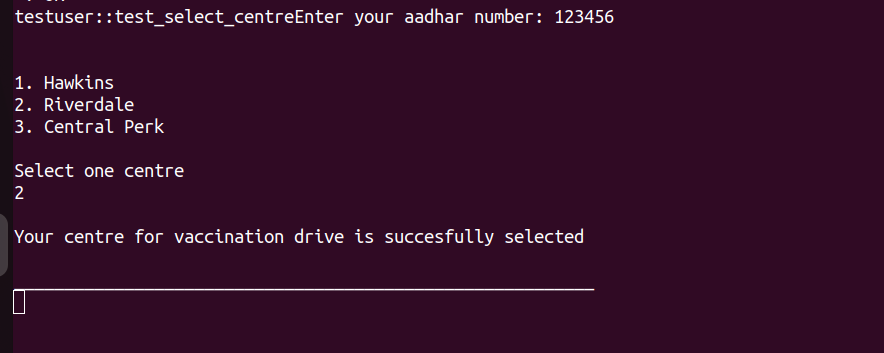 testuser::test_select_centreEnter your aadhar number: 123456
1. Hawkins
2. Riverdale
3. Central Perk
Select one centre
2
Your centre for vaccination drive is succesfully selected
__________________________________________________________